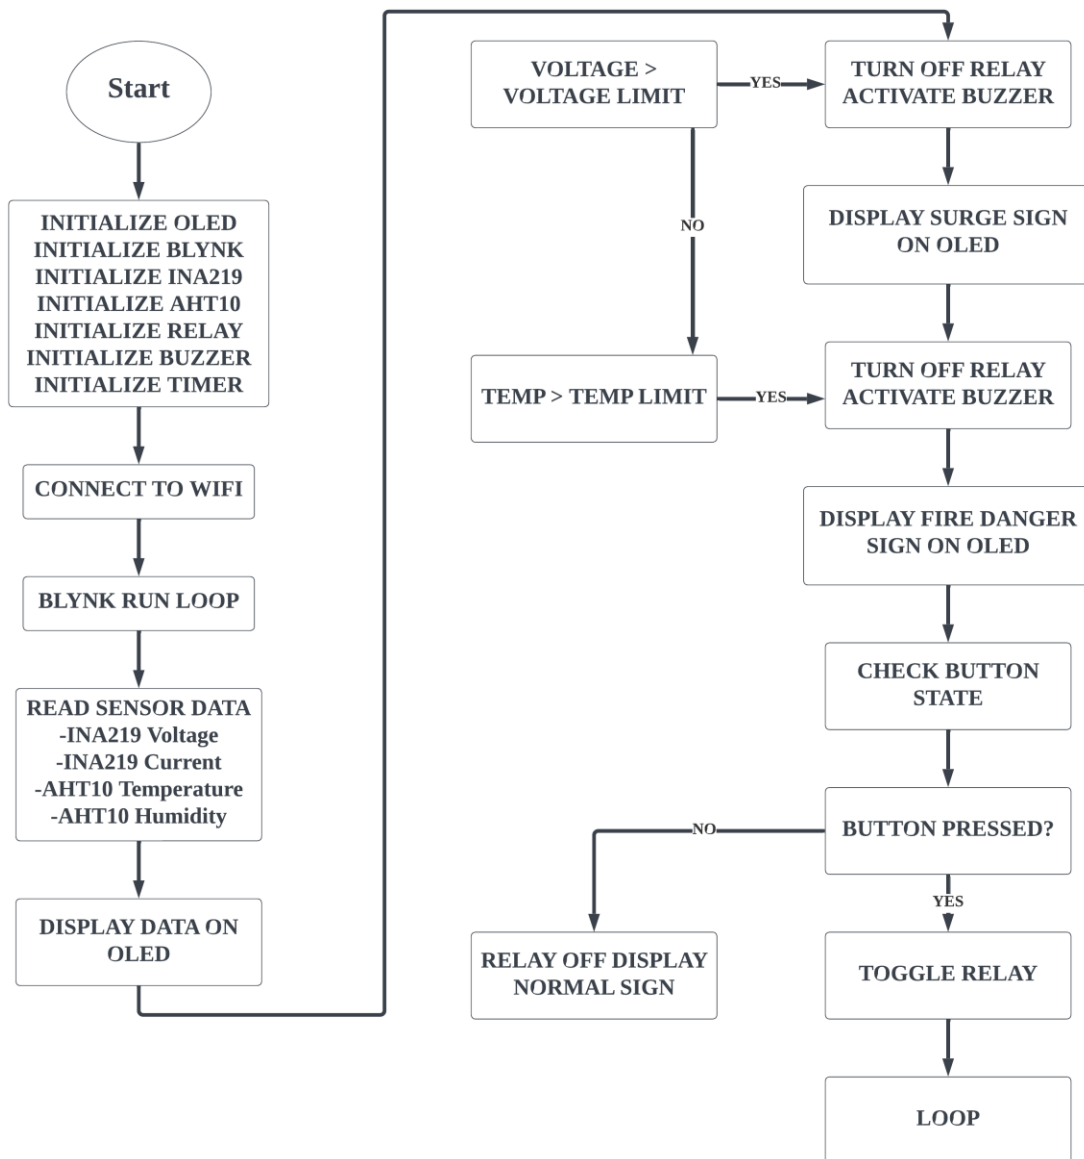 Start
INITIALIZE OLED
INITIALIZE BLYNK
INITIALIZE INA219
INITIALIZE AHT10
INITIALIZE RELAY
INITIALIZE BUZZER
INITIALIZE TIMER
CONNECT TO WIFI
BLYNK RUN LOOP
READ SENSOR DATA
-INA219 Voltage
-INA219 Current
-AHT10 Temperature
-AHT10 Humidity
DISPLAY DATA ON
OLED
VOLTAGE >
VOLTAGE LIMIT
YES
TURN OFF RELAY
ACTIVATE BUZZER
NO
DISPLAY SURGE SIGN
ON OLED
TEMP > TEMP LIMIT
YES
TURN OFF RELAY
ACTIVATE BUZZER
DISPLAY FIRE DANGER
SIGN ON OLED
CHECK BUTTON
STATE
BUTTON PRESSED?
NO
YES
RELAY OFF DISPLAY
NORMAL SIGN
TOGGLE RELAY
LOOP